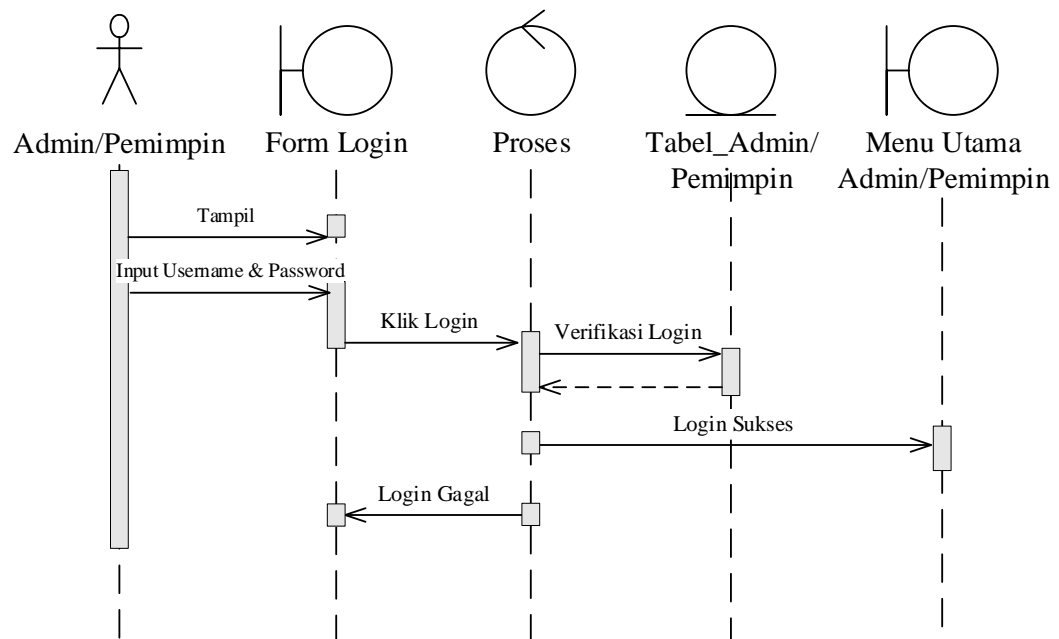 Admin/Pemimpin
Form Login
Proses
Tabel_Admin/
Pemimpin
Menu Utama
Admin/Pemimpin
Tampil
Input Username & Password
Klik Login
Verifikasi Login
Login Sukses
Login Gagal